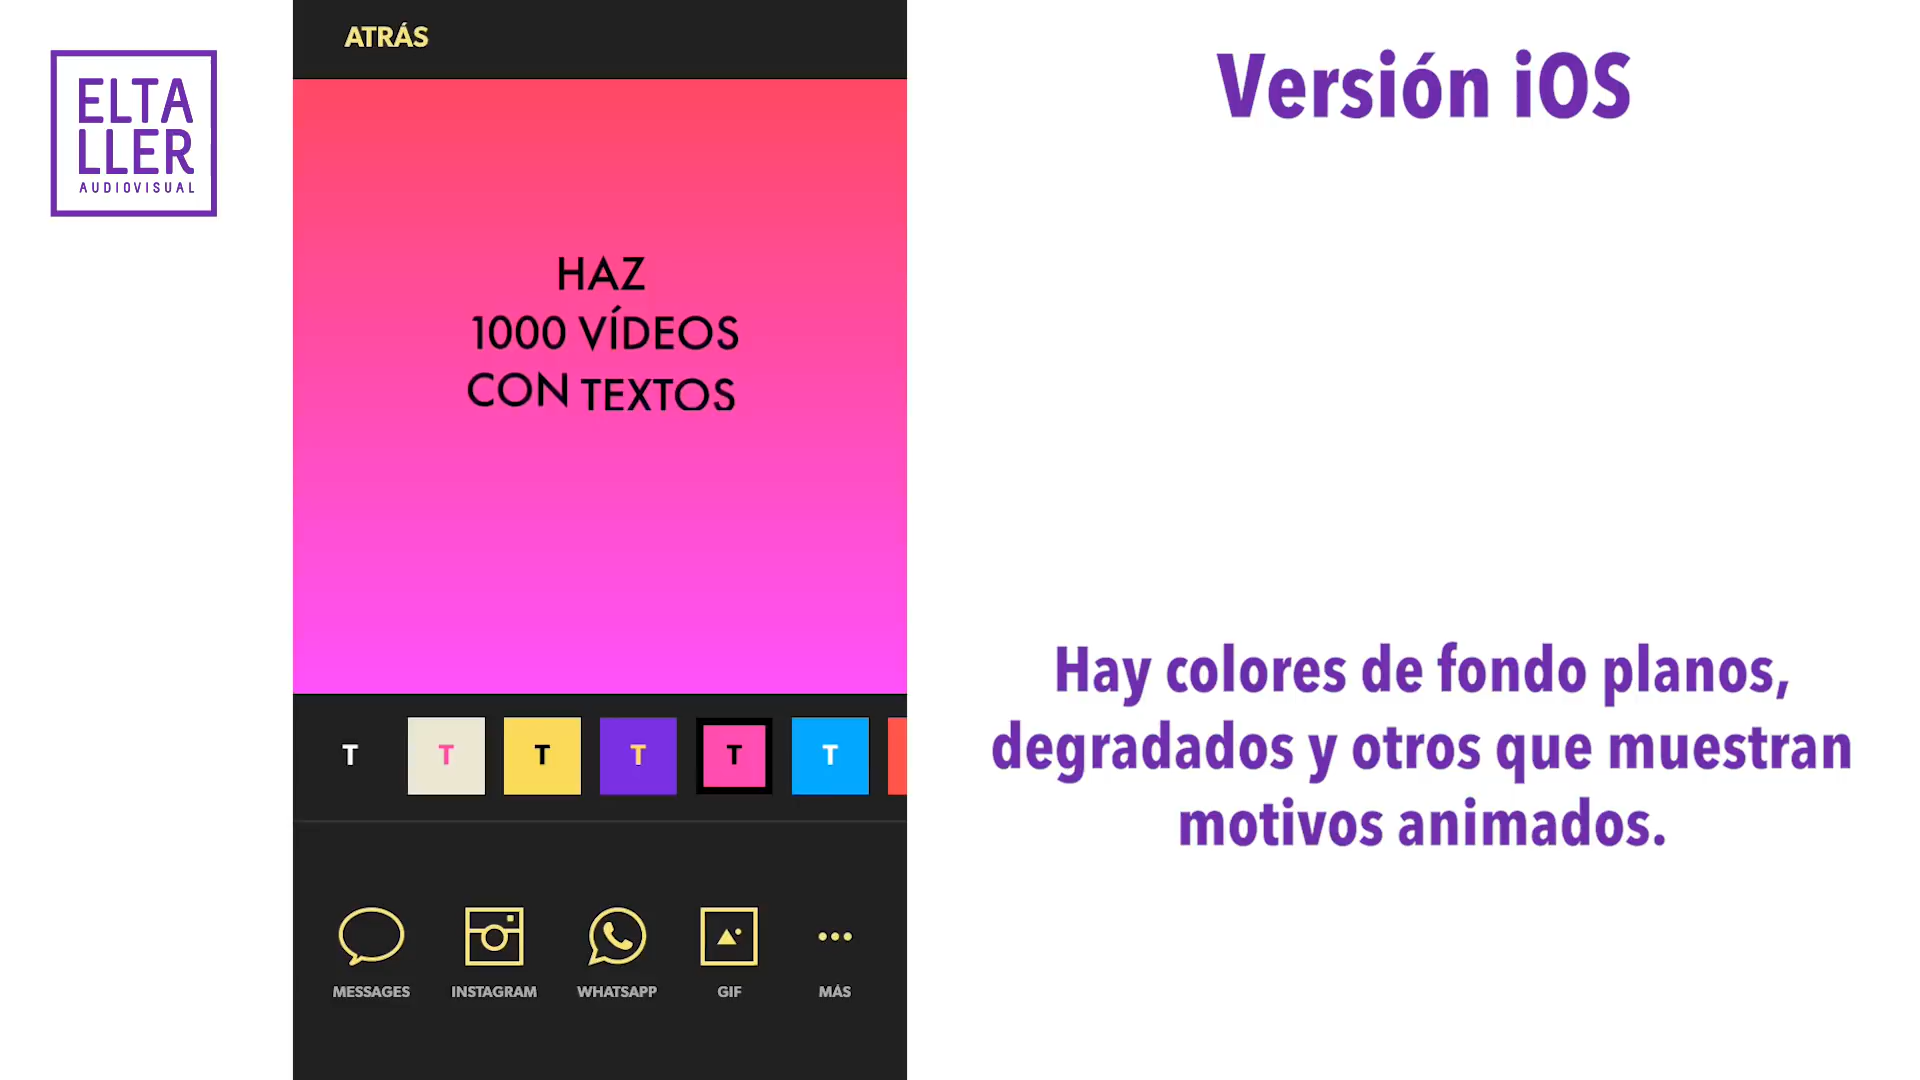 ELTA
LLER
AUDIOVISUAL
ATRÁS
HAZ
1000 VÍDEOS
CON TEXTOS
T T T T T T
MESSAGES INSTAGRAM WHATSAPP GIF MÁS
Versión iOS
Hay colores de fondo planos,
degradados y otros que muestran
motivos animados.